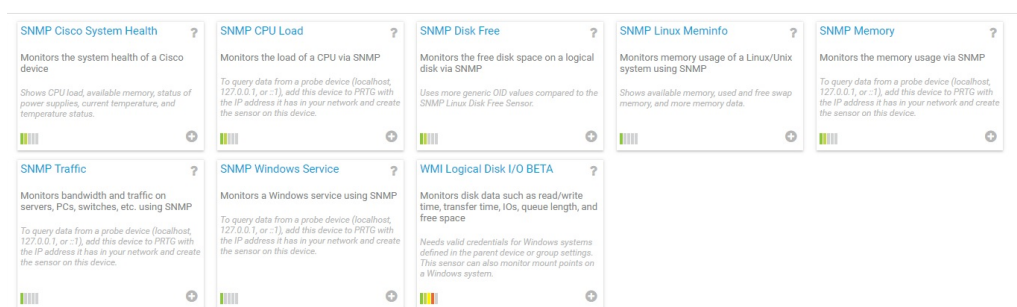 SNMP Cisco System Health ?
Monitors the system health of a Cisco
device
Shows CPU load, available memory, status of
power supplies, current temperature, and
temperature status.
SNMP CPU Load ?
Monitors the load of a CPU via SNMP
To query data from a probe device (localhost,
127.0.0.1, or ::1), add this device to PRTG with
the IP address it has in your network and create
the sensor on this device.
SNMP Disk Free ?
Monitors the free disk space on a logical
disk via SNMP
Uses more generic OID values compared to the
SNMP Linux Disk Free Sensor.
SNMP Linux Meminfo ?
Monitors memory usage of a Linux/Unix
system using SNMP
Shows available memory, used and free swap
memory, and more memory data.
SNMP Memory ?
Monitors the memory usage via SNMP
To query data from a probe device (localhost,
127.0.0.1, or ::1), add this device to PRTG with
the IP address it has in your network and create
the sensor on this device.
SNMP Traffic ?
Monitors bandwidth and traffic on
servers, PCs, switches, etc. using SNMP
To query data from a probe device (localhost,
127.0.0.1, or ::1), add this device to PRTG with
the IP address it has in your network and create
the sensor on this device.
SNMP Windows Service ?
Monitors a Windows service using SNMP
To query data from a probe device (localhost,
127.0.0.1, or ::1), add this device to PRTG with
the IP address it has in your network and create
the sensor on this device.
WMI Logical Disk I/O BETA ?
Monitors disk data such as read/write
time, transfer time, IOs, queue length, and
free space
Needs valid credentials for Windows systems
defined in the parent device or group settings.
This sensor can also monitor mount points on
a Windows system.